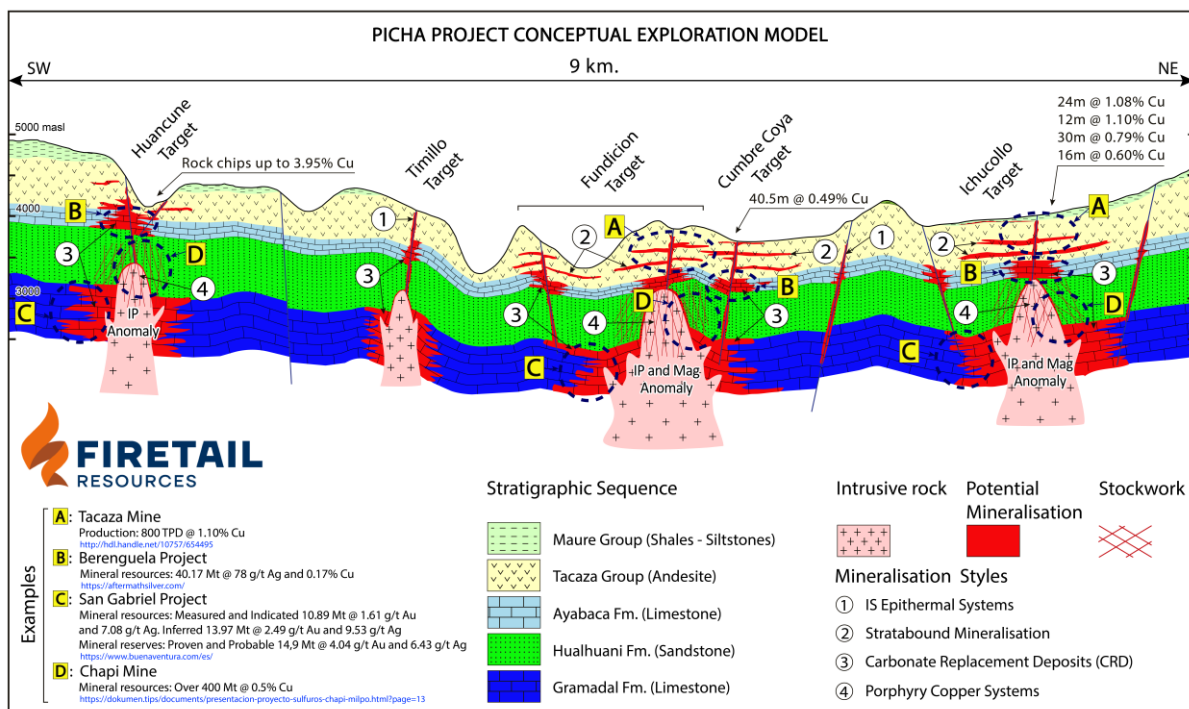 PICHA PROJECT CONCEPTUAL EXPLORATION MODEL
9 km.
SW
NE
5000 masl
4000
3000
Huancune
Target
Rock chips up to 3.95% Cu
Timillo
Target
Fundicion
Target
Cumbre Coya
Target
40.5m @ 0.49% Cu
Ichucollo
Target
24m @ 1.08% Cu
12m @ 1.10% Cu
30m @ 0.79% Cu
16m @ 0.60% Cu
B
3
D
4
C
IP
Anomaly
1
3
A
2
3
D
4
C
IP and Mag
Anomaly
B
3
2
1
A
2
B
3
D
4
C
IP and Mag
Anomaly
FIRETAIL
RESOURCES
Examples
A: Tacaza Mine
Production: 800 TPD @ 1.10% Cu
http://hdl.handle.net/10757/654495
B: Berenguela Project
Mineral resources: 40.17 Mt @ 78 g/t Ag and 0.17% Cu
https://aftermathsilver.com/
C: San Gabriel Project
Mineral resources: Measured and Indicated 10.89 Mt @ 1.61 g/t Au
and 7.08 g/t Ag. Inferred 13.97 Mt @ 2.49 g/t Au and 9.53 g/t Ag
Mineral reserves: Proven and Probable 14,9 Mt @ 4.04 g/t Au and 6.43 g/t Ag
https://www.buenaventura.com/es/
D: Chapi Mine
Mineral resources: Over 400 Mt @ 0.5% Cu
https://dokumen.tips/documents/presentacion-proyecto-sulfuros-chapi-milpo.html?page=13
Stratigraphic Sequence
Maure Group (Shales - Siltstones)
Tacaza Group (Andesite)
Ayabaca Fm. (Limestone)
Hualhuani Fm. (Sandstone)
Gramadal Fm. (Limestone)
Intrusive rock
Potential
Mineralisation
Stockwork
Mineralisation Styles
1 IS Epithermal Systems
2 Stratabound Mineralisation
3 Carbonate Replacement Deposits (CRD)
4 Porphyry Copper Systems